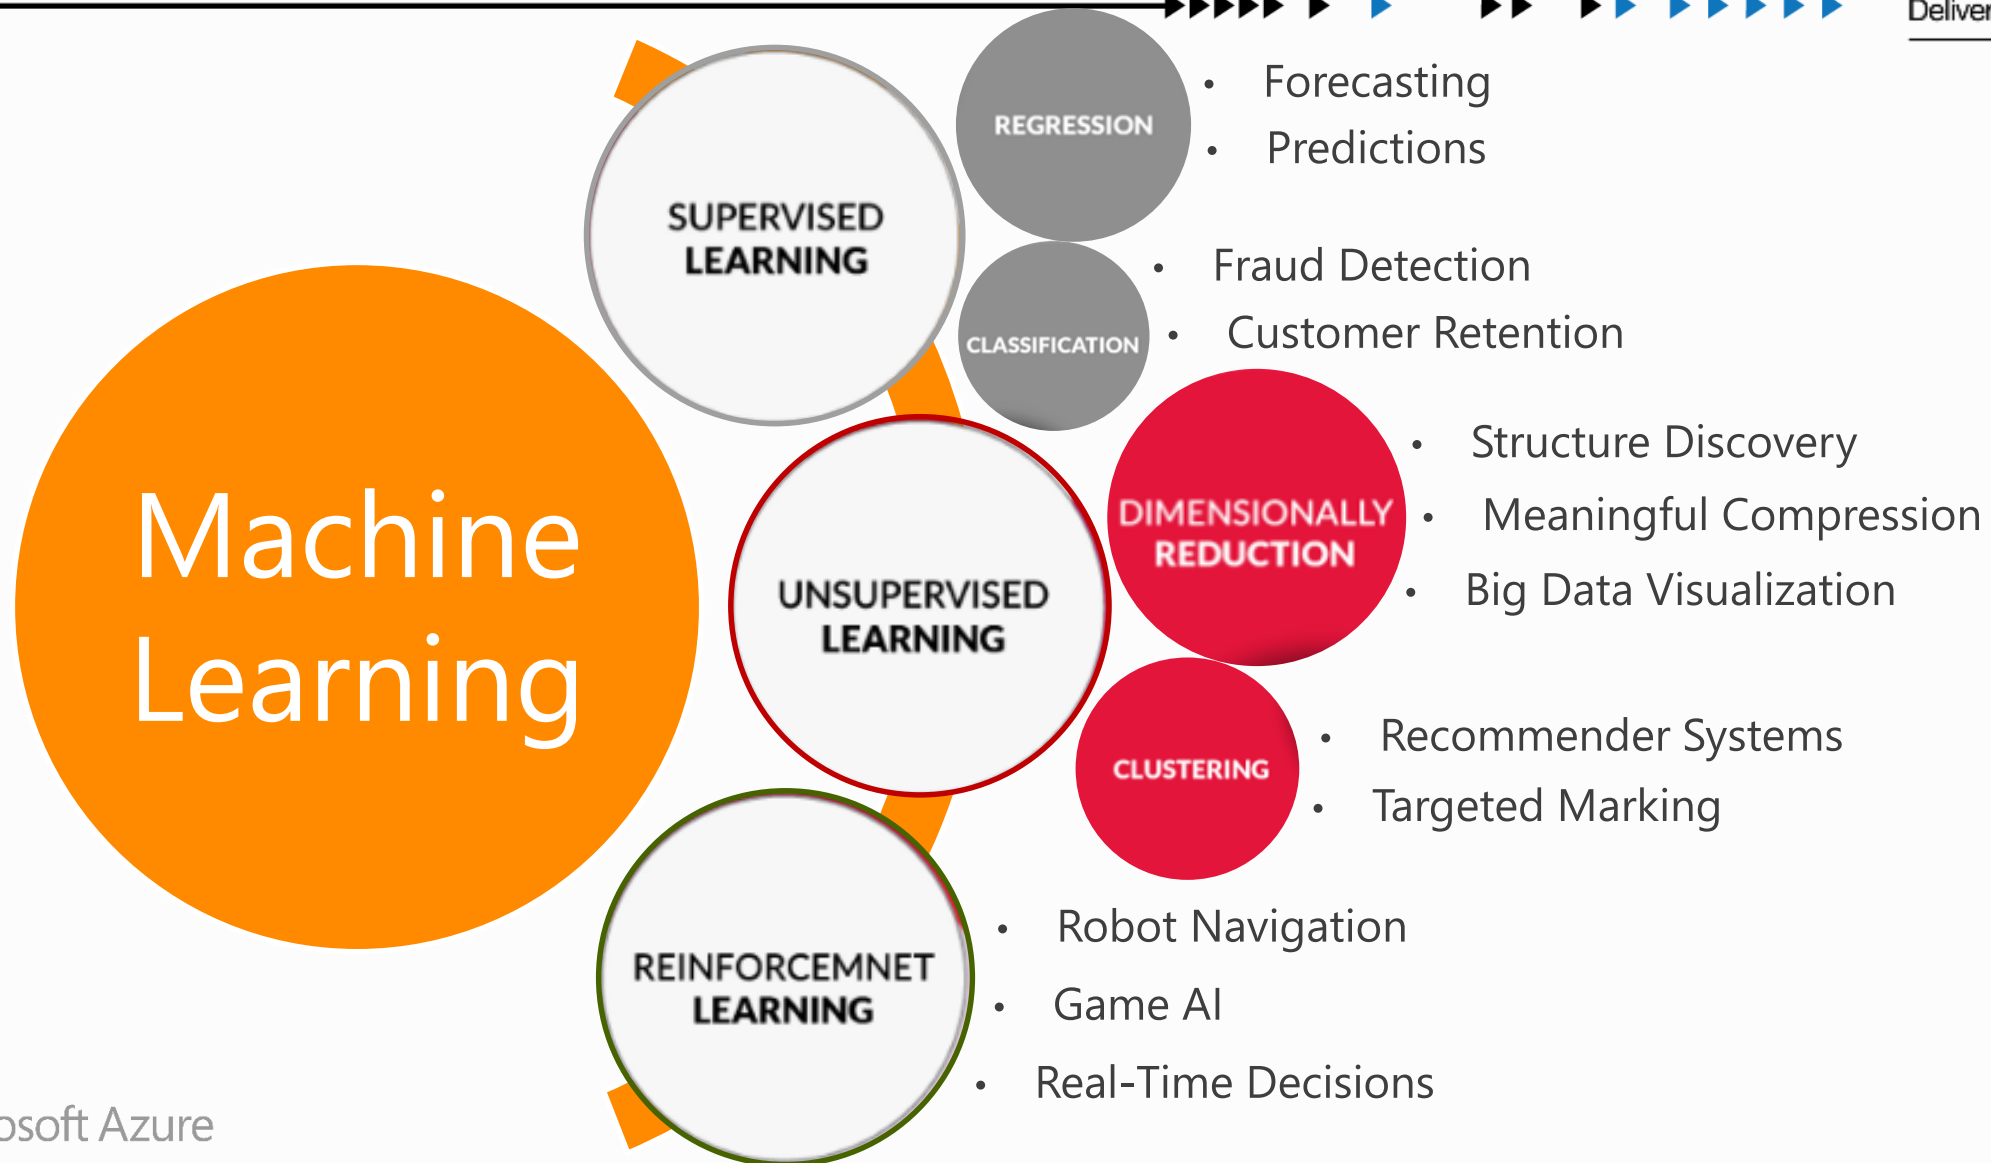 Deliver
REGRESSION
• Forecasting
• Predictions
SUPERVISED
LEARNING
CLASSIFICATION
• Fraud Detection
• Customer Retention
Machine
Learning
UNSUPERVISED
LEARNING
DIMENSIONALLY
REDUCTION
• Structure Discovery
• Meaningful Compression
• Big Data Visualization
CLUSTERING
• Recommender Systems
• Targeted Marking
REINFORCEMNET
LEARNING
• Robot Navigation
• Game AI
• Real-Time Decisions
osoft Azure